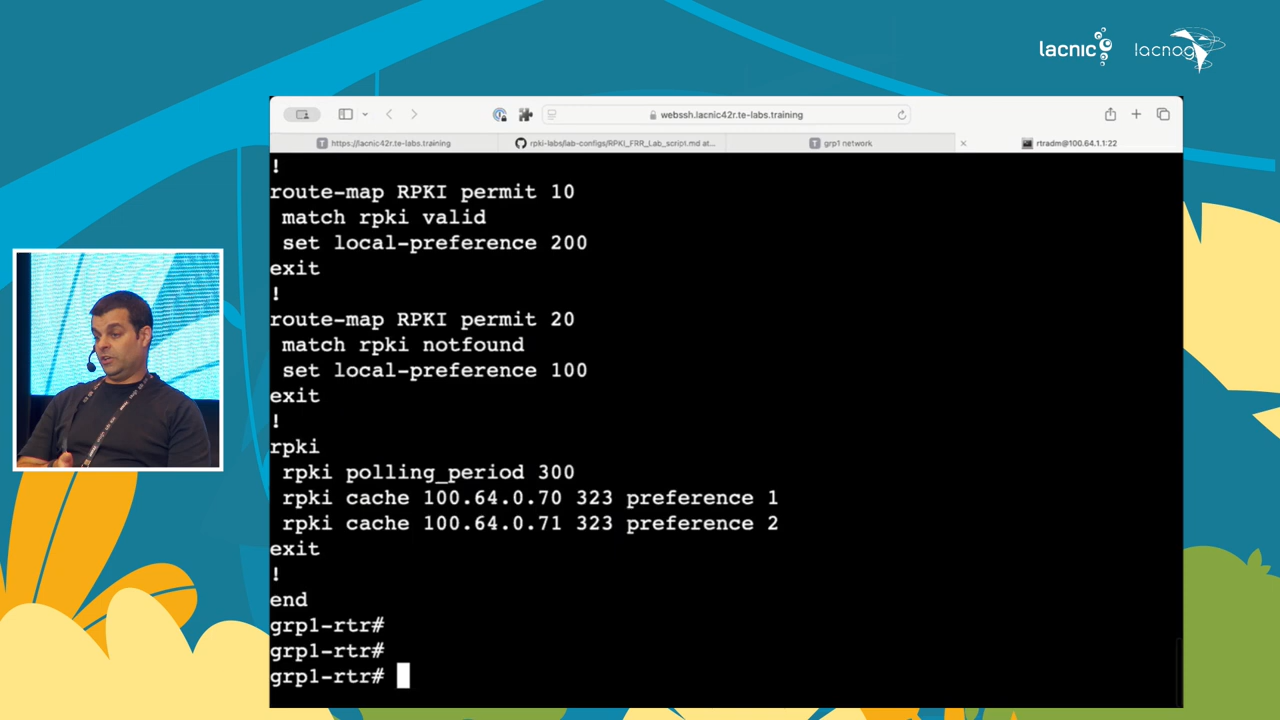 lacnic
lacnog
webssh.lacnic42r.te-labs.training
https://lacnic42r.te-labs.training
rpki-labs/lab-configs/RPKI_FRR_Lab_script.md at...
grp1 network
rtradm@100.64.1.1:22
!
route-map RPKI permit 10
match rpki valid
set local-preference 200
exit
!
route-map RPKI permit 20
match rpki notfound
set local-preference 100
exit
!
rpki
rpki polling_period 300
rpki cache 100.64.0.70 323 preference 1
rpki cache 100.64.0.71 323 preference 2
exit
!
end
grp1-rtr#
grp1-rtr#
grp1-rtr#